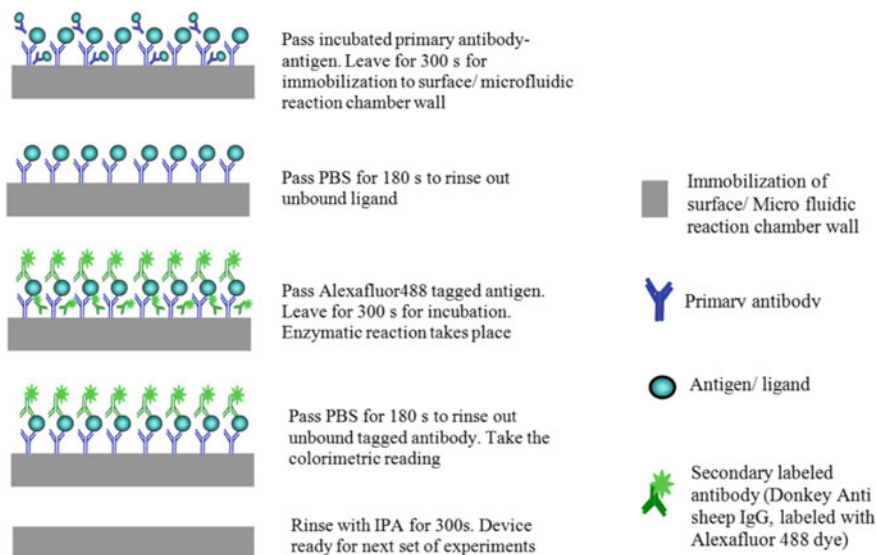 Pass incubated primary antibody-
antigen. Leave for 300 s for
immobilization to surface/ microfluidic
reaction chamber wall
Pass PBS for 180 s to rinse out
unbound ligand
Pass Alexafluor488 tagged antigen.
Leave for 300 s for incubation.
Enzymatic reaction takes place
Pass PBS for 180 s to rinse out
unbound tagged antibody. Take the
colorimetric reading
Rinse with IPA for 300s. Device
ready for next set of experiments
Immobilization of
surface/ Micro fluidic
reaction chamber wall
Primary antibody
Antigen/ ligand
Secondary labeled
antibody (Donkey Anti
sheep IgG, labeled with
Alexafluor 488 dye)